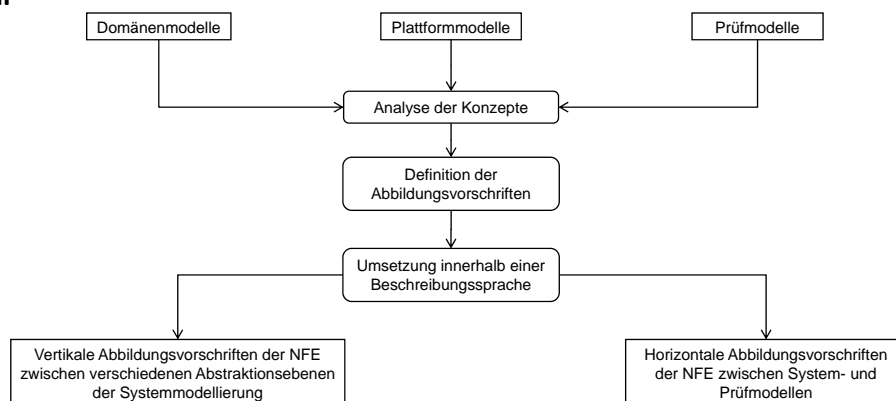 Domänenmodelle
Plattformmodelle
Prüfmodelle
Analyse der Konzepte
Definition der
Abbildungsvorschriften
Umsetzung innerhalb einer
Beschreibungssprache
Vertikale Abbildungsvorschriften der NFE
zwischen verschiedenen Abstraktionsebenen
der Systemmodellierung
Horizontale Abbildungsvorschriften
der NFE zwischen System- und
Prüfmodellen